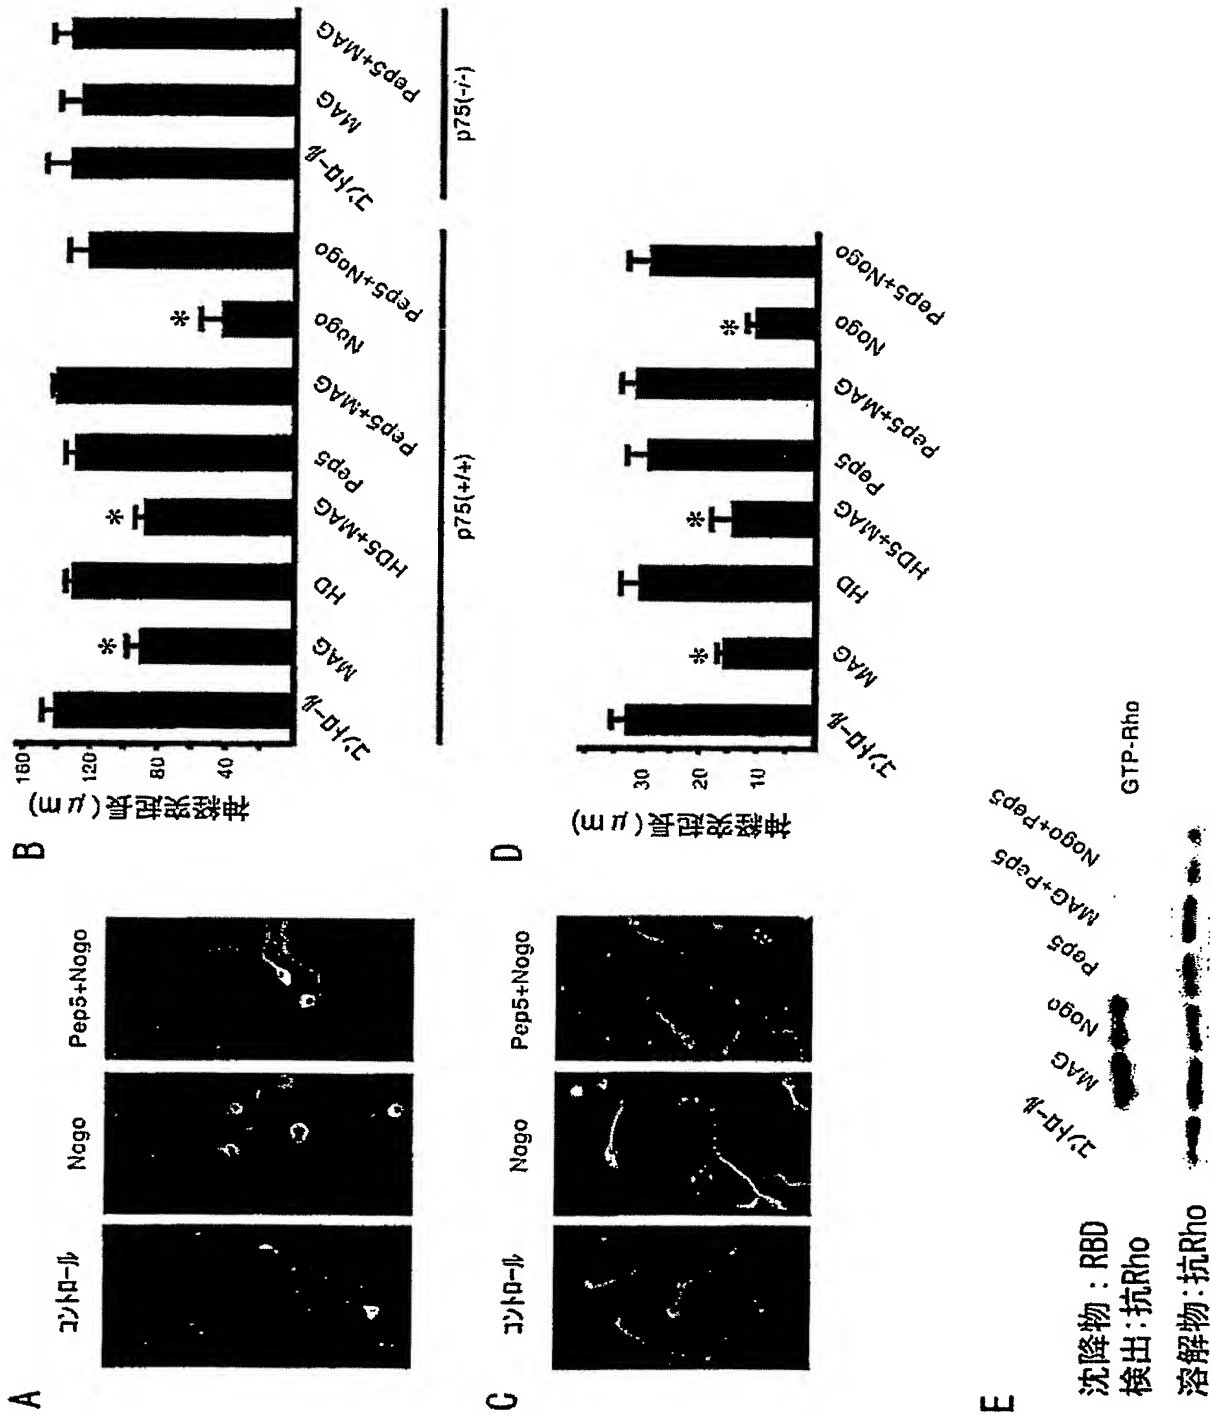 A
コントロール
Nogo
Pep5+Nogo
B
神経突起長(μm)
160
120
80
40
コントロール
MAG
HD
HD5+MAG
Pep5
Pep5+MAG
Nogo
Pep5+Nogo
コントロール
MAG
Pep5+MAG
p75(+/+)
p75(-/-)
C
コントロール
Nogo
Pep5+Nogo
D
神経突起長(μm)
30
20
10
コントロール
MAG
HD
HD5+MAG
Pep5
Pep5+MAG
Nogo
Pep5+Nogo
E
コントロール
MAG
Nogo
Pep5
MAG+Pep5
Nogo+Pep5
沈降物：RBD
検出：抗Rho
GTP-Rho
溶解物：抗Rho